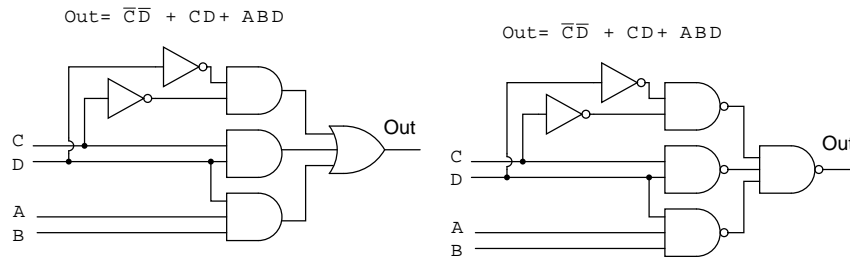 Out= C̅D̅ + CD+ ABD
Out
C
D
A
B
Out= C̅D̅ + CD+ ABD
Out
C
D
A
B